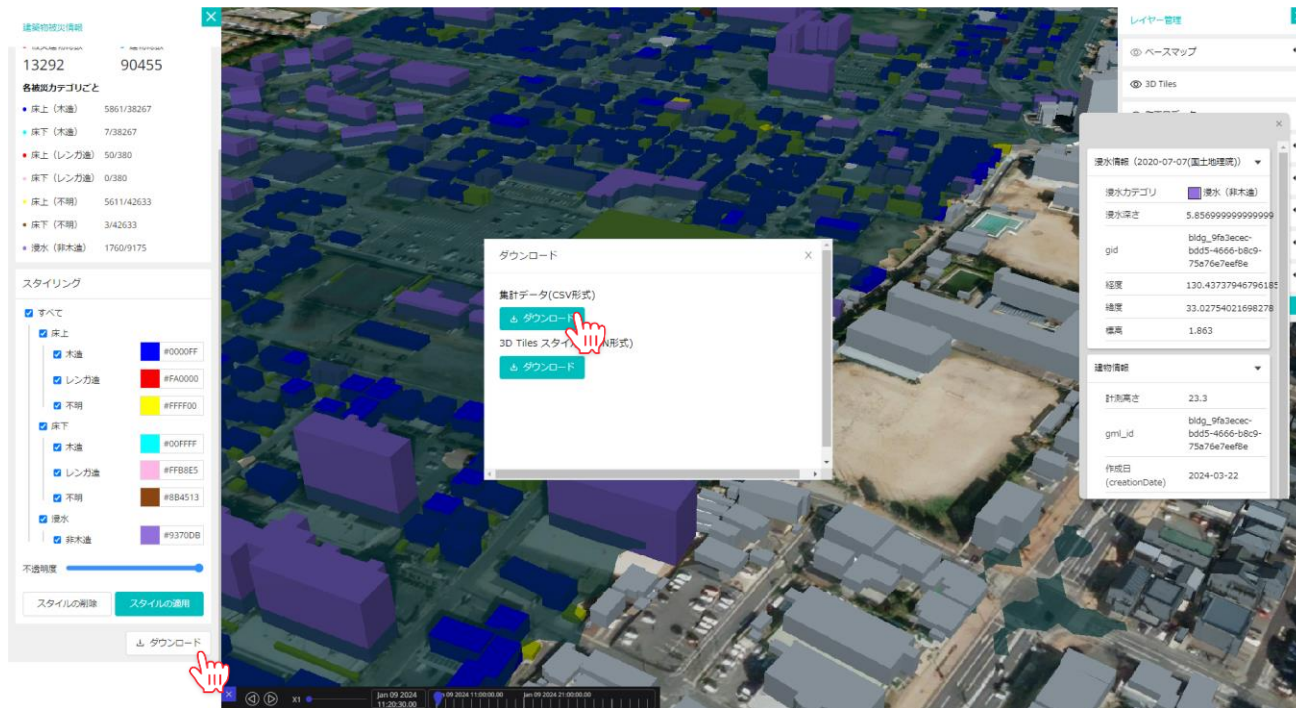 建築物被災情報
13292 90455
各被災カテゴリごと
床上（木造） 5861/38267
床下（木造） 7/38267
床上（レンガ造） 50/380
床下（レンガ造） 0/380
床上（不明） 5611/42633
床下（不明） 3/42633
浸水（非木造） 1760/9175
スタイリング
すべて
床上
木造 #0000FF
レンガ造 #FA0000
不明 #FFFF00
床下
木造 #00FFFF
レンガ造 #FFB8E5
不明 #8B4513
浸水
非木造 #9370DB
不透明度
スタイルの削除 スタイルの適用
ダウンロード
ダウンロード X
集計データ(CSV形式)
ダウンロード
3D Tiles スタイ
N形式)
ダウンロード
X1
Jan 09 2024
11:20:30.00
09 2024 11:00:00.00 Jan 09 2024 21:00:00.00
レイヤー管理
ベースマップ
3D Tiles
浸水情報（2020-07-07(国土地理院)）
浸水カテゴリ 浸水（非木造）
浸水深さ 5.856999999999999
gid
bldg_9fa3ecec-
bdd5-4666-b8c9-
75a76e7eef8e
経度 130.43737946796185
緯度 33.02754021698278
標高 1.863
建物情報
計測高さ 23.3
gml_id
bldg_9fa3ecec-
bdd5-4666-b8c9-
75a76e7eef8e
作成日
(creationDate) 2024-03-22